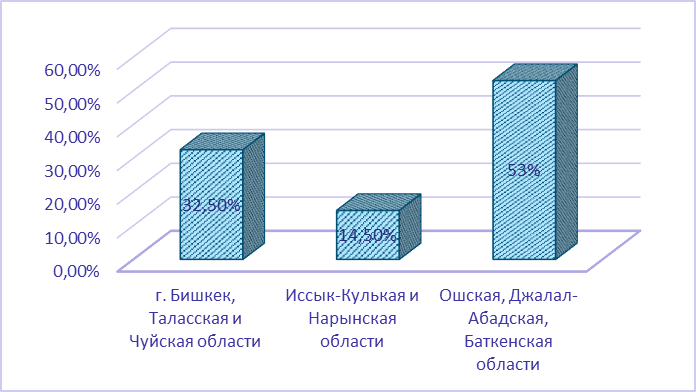 60,00%
50,00%
40,00%
30,00%
20,00%
10,00%
0,00%
32,50%
14,50%
53%
г. Бишкек,
Таласская и
Чуйская области
Иссык-Кулькая и
Нарынская
области
Ошская, Джалал-
Абадская,
Баткенская
области